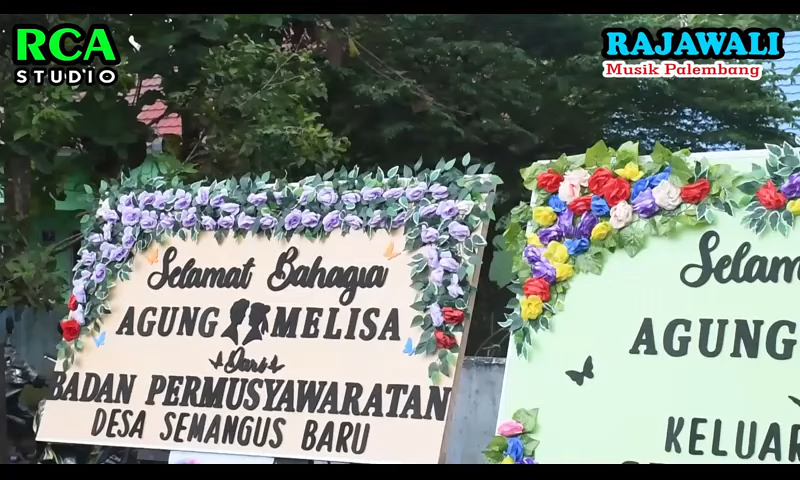 RCA
STUDIO
RAJAWALI
Musik Palembang
Selamat Bahagia
AGUNG MELISA
Dari
BADAN PERMUSYAWARATAN
DESA SEMANGUS BARU
Selam
AGUNG
KELUAR